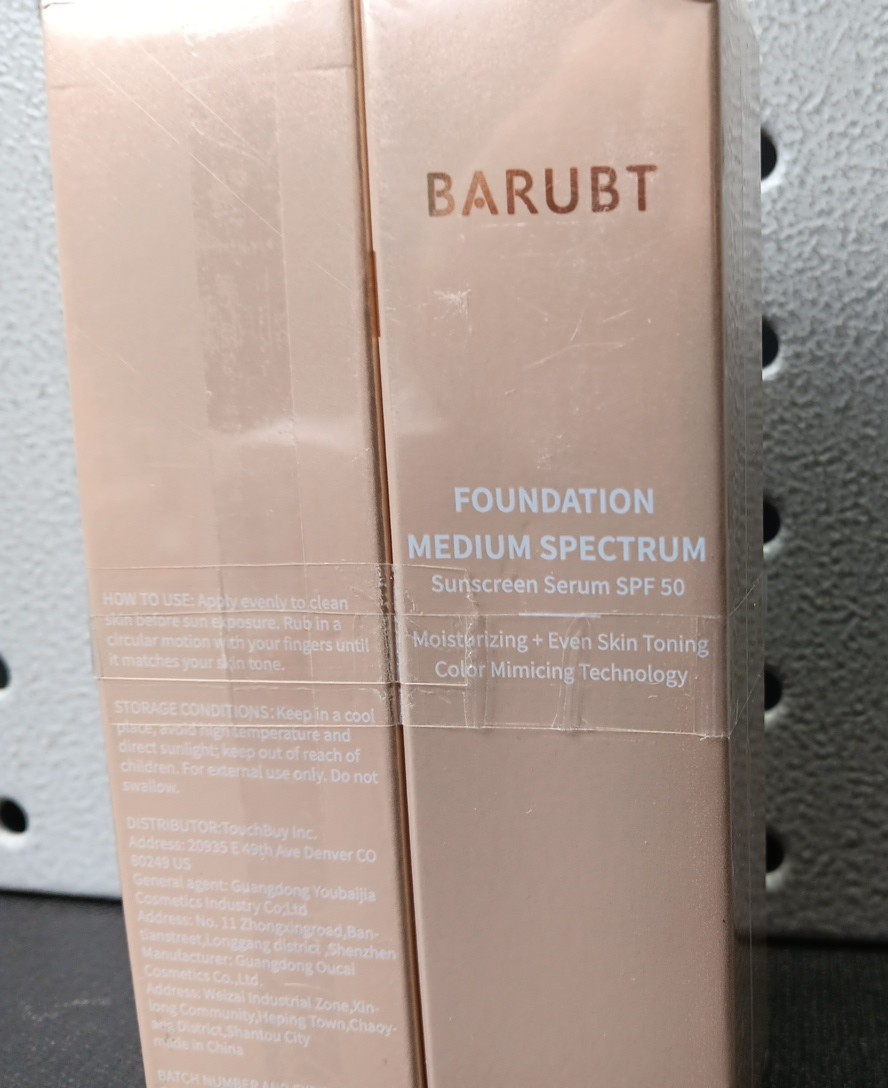 BARUBT
FOUNDATION
MEDIUM SPECTRUM
Sunscreen Serum SPF 50
Moisturizing + Even Skin Toning
Color Mimicing Technology
HOW TO USE: Apply evenly to clean
skin before sun exposure. Rub in a
circular motion with your fingers until
it matches your skin tone.
STORAGE CONDITIONS: Keep in a cool
place, avoid high temperature and
direct sunlight; keep out of reach of
children. For external use only. Do not
swallow.
DISTRIBUTOR:TouchBuy Inc.
Address: 20935 E 49th Ave Denver CO
80249 US
General agent: Guangdong Youbaijia
Cosmetics Industry Co;Ltd
Address: No. 11 Zhongxingroad,Ban-
tianstreet,Longgang district ,Shenzhen
Manufacturer: Guangdong Oucai
Cosmetics Co.,Ltd.
Address: Weizai Industrial Zone,Xin-
long Community,Heping Town,Chaoy-
ang District,Shantou City
made in China
BATCH NUMBER AND